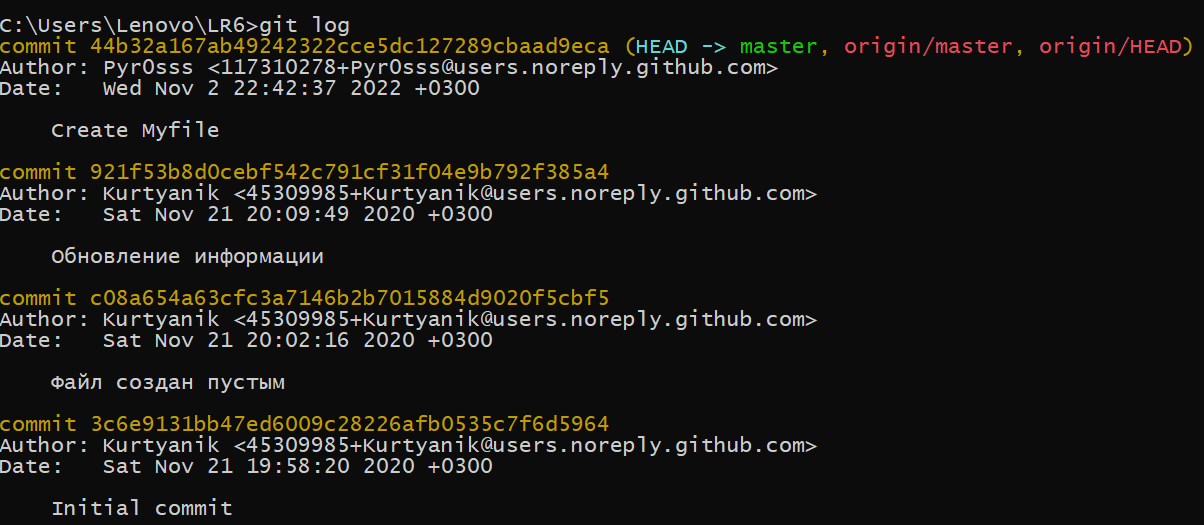 C:\Users\Lenovo\LR6>git log
commit 44b32a167ab49242322cce5dc127289cbaad9eca (HEAD -> master, origin/master, origin/HEAD)
Author: Pyr0sss <117310278+Pyr0sss@users.noreply.github.com>
Date:   Wed Nov 2 22:42:37 2022 +0300
Create Myfile
commit 921f53b8d0cebf542c791cf31f04e9b792f385a4
Author: Kurtyanik <45309985+Kurtyanik@users.noreply.github.com>
Date:   Sat Nov 21 20:09:49 2020 +0300
Обновление информации
commit c08a654a63cfc3a7146b2b7015884d9020f5cbf5
Author: Kurtyanik <45309985+Kurtyanik@users.noreply.github.com>
Date:   Sat Nov 21 20:02:16 2020 +0300
Файл создан пустым
commit 3c6e9131bb47ed6009c28226afb0535c7f6d5964
Author: Kurtyanik <45309985+Kurtyanik@users.noreply.github.com>
Date:   Sat Nov 21 19:58:20 2020 +0300
Initial commit